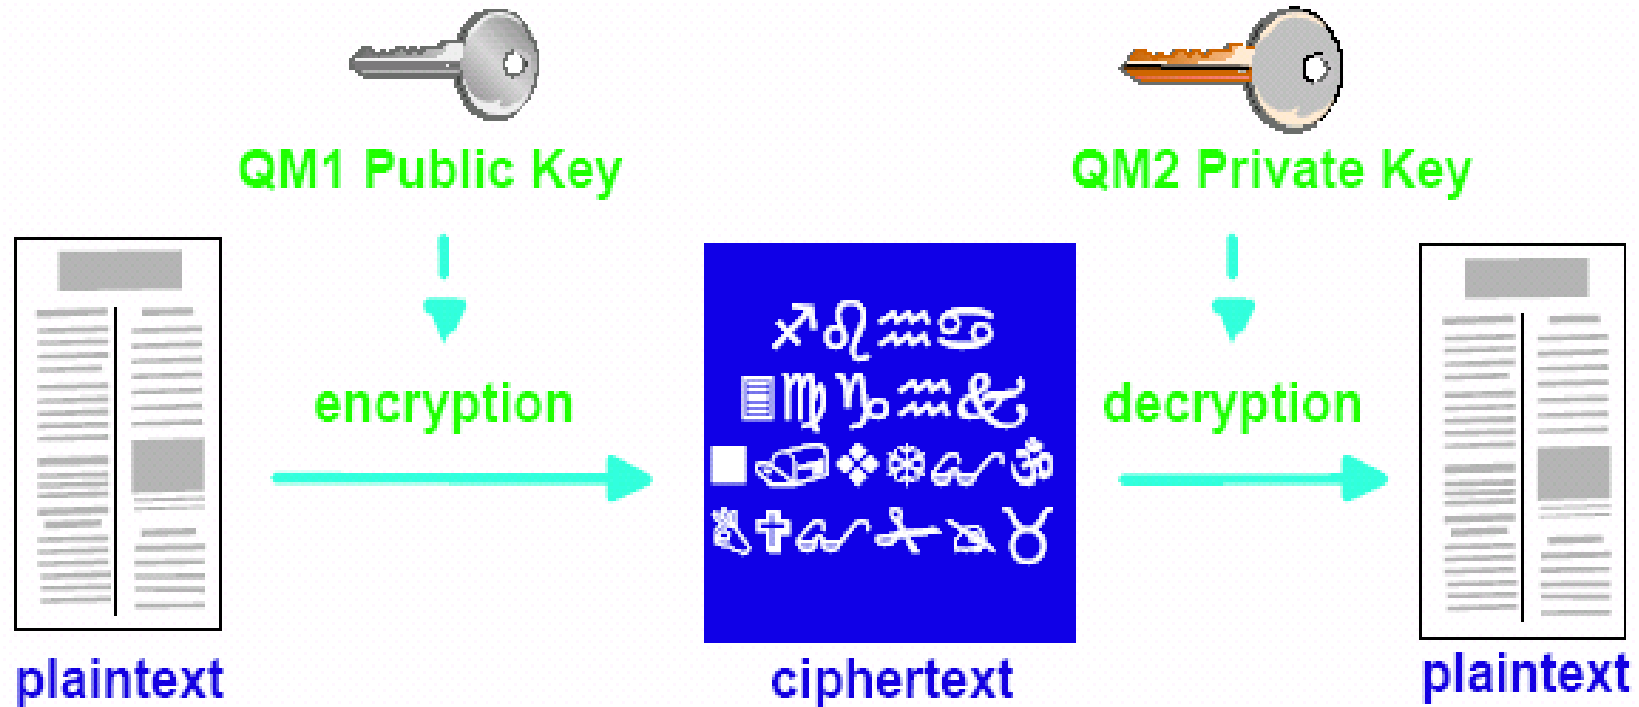 QM1 Public Key
QM2 Private Key
encryption
decryption
plaintext
ciphertext
plaintext